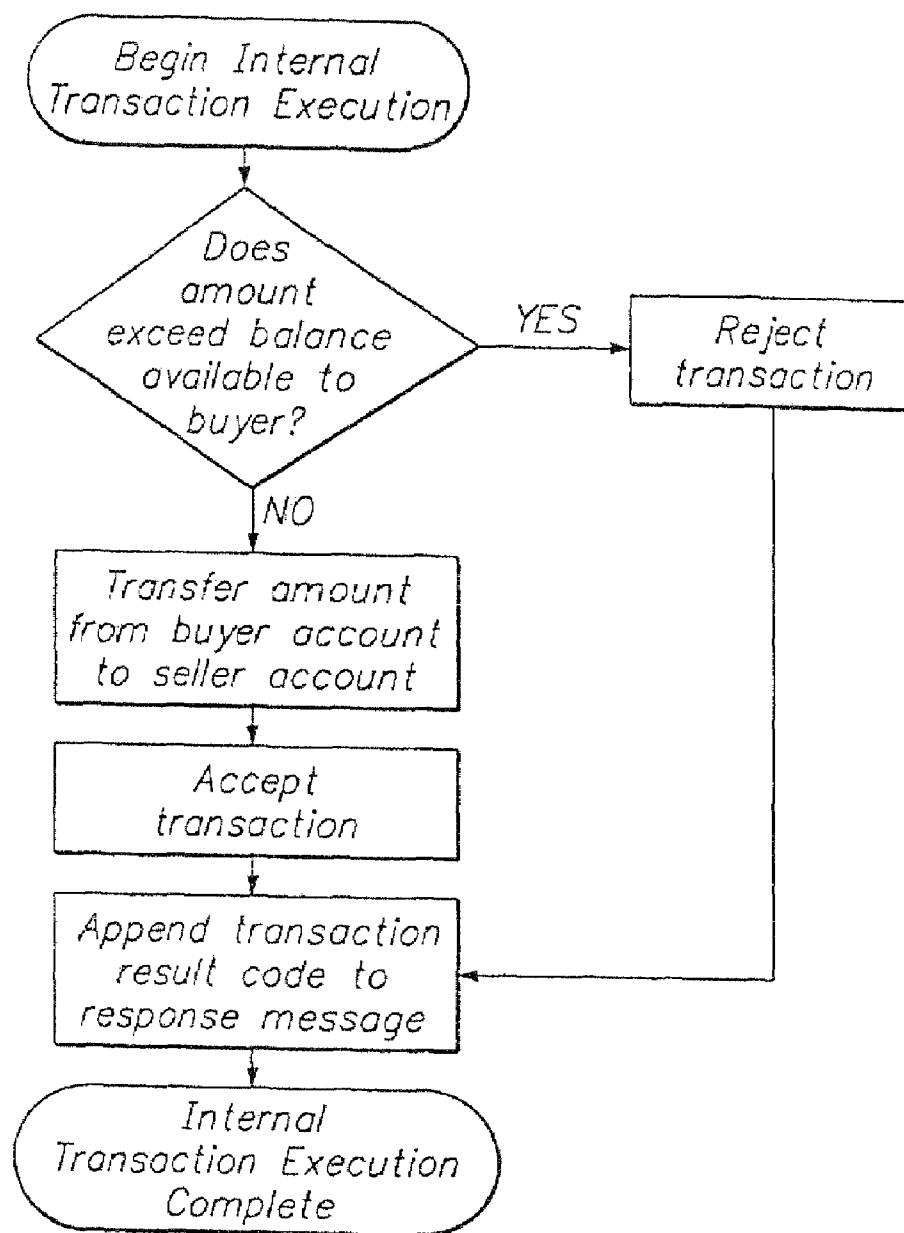 Begin Internal
Transaction Execution
Does
amount
exceed balance
available to
buyer?
YES
Reject
transaction
NO
Transfer amount
from buyer account
to seller account
Accept
transaction
Append transaction
result code to
response message
Internal
Transaction Execution
Complete